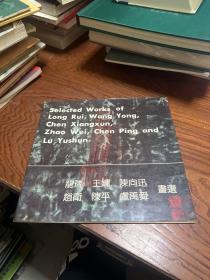 Selected Works of
Long Rui, Wang Yong,
Chen Xiangxun,
Zhao Wei, Chen Ping and
Lu Yushun
龍瑞 王鏞 陳向迅
趙衛 陳平 盧禹舜
畫選